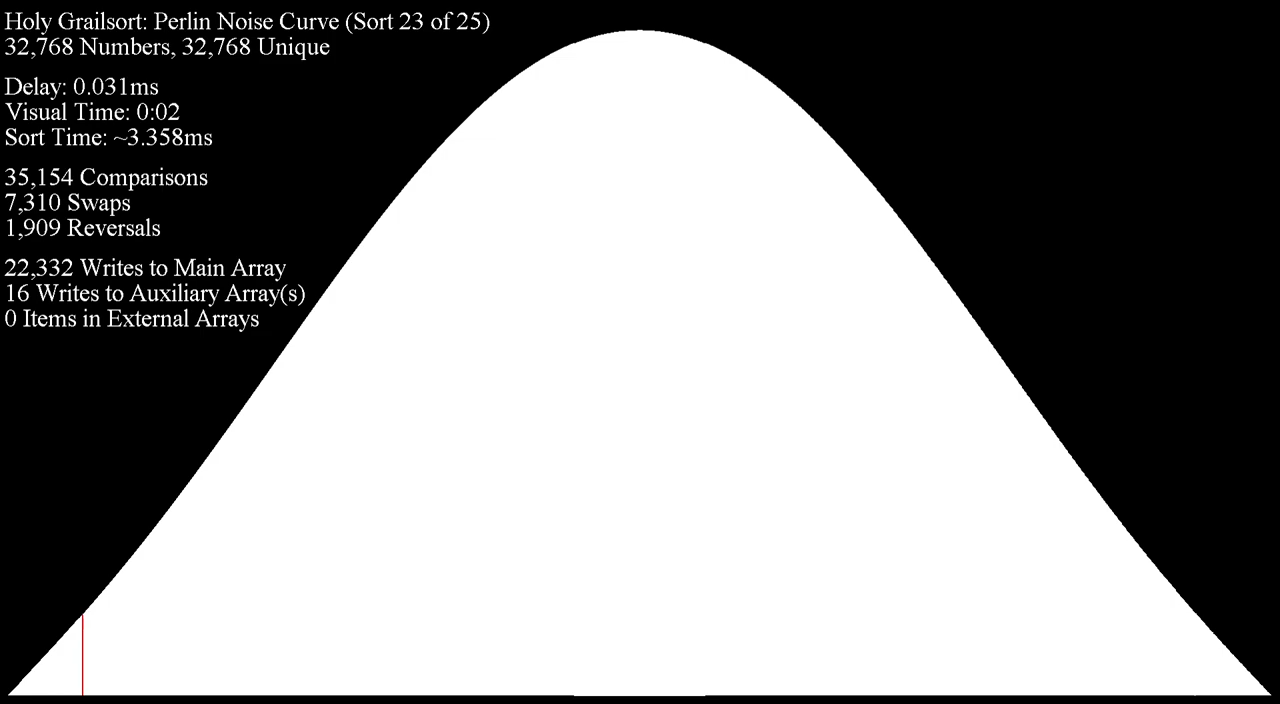 Holy Grailsort: Perlin Noise Curve (Sort 23 of 25)
32,768 Numbers, 32,768 Unique
Delay: 0.031ms
Visual Time: 0:02
Sort Time: ~3.358ms
35,154 Comparisons
7,310 Swaps
1,909 Reversals
22,332 Writes to Main Array
16 Writes to Auxiliary Array(s)
0 Items in External Arrays